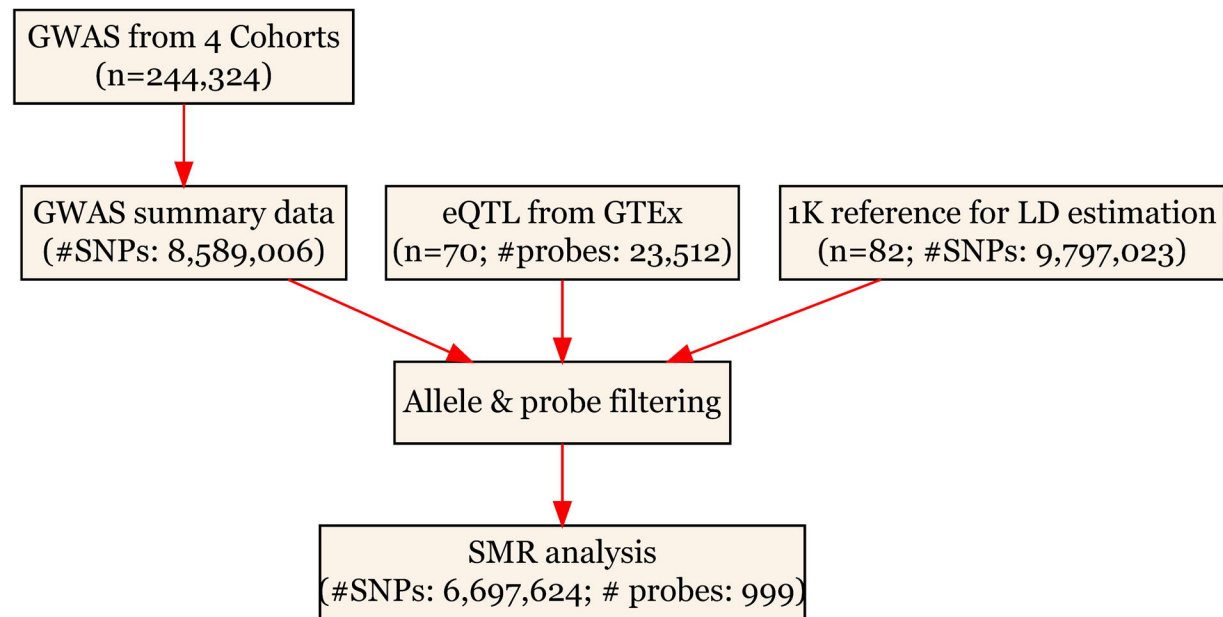 GWAS from 4 Cohorts
(n=244,324)
GWAS summary data
(#SNPs: 8,589,006)
eQTL from GTEx
(n=70; #probes: 23,512)
1K reference for LD estimation
(n=82; #SNPs: 9,797,023)
Allele & probe filtering
SMR analysis
(#SNPs: 6,697,624; # probes: 999)